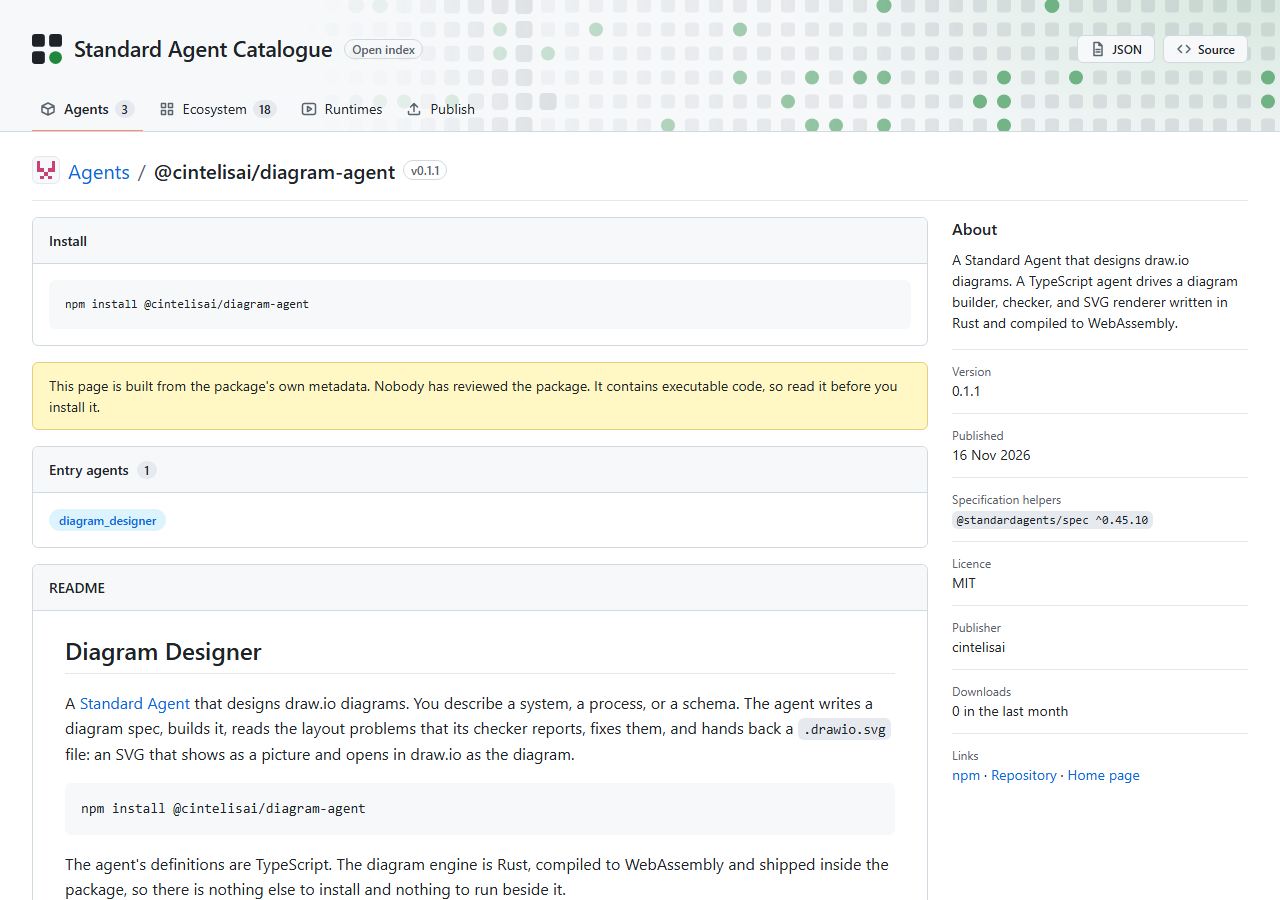 Standard Agent Catalogue Open index
JSON Source
Agents 3 Ecosystem 18 Runtimes Publish
Agents / @cintelisai/diagram-agent v0.1.1
Install
npm install @cintelisai/diagram-agent
This page is built from the package's own metadata. Nobody has reviewed the package. It contains executable code, so read it before you
install it.
Entry agents 1
diagram_designer
README
Diagram Designer
A Standard Agent that designs draw.io diagrams. You describe a system, a process, or a schema. The agent writes a
diagram spec, builds it, reads the layout problems that its checker reports, fixes them, and hands back a .drawio.svg
file: an SVG that shows as a picture and opens in draw.io as the diagram.
npm install @cintelisai/diagram-agent
The agent's definitions are TypeScript. The diagram engine is Rust, compiled to WebAssembly and shipped inside the
package, so there is nothing else to install and nothing to run beside it.
About
A Standard Agent that designs draw.io
diagrams. A TypeScript agent drives a diagram
builder, checker, and SVG renderer written in
Rust and compiled to WebAssembly.
Version
0.1.1
Published
16 Nov 2026
Specification helpers
@standardagents/spec ^0.45.10
Licence
MIT
Publisher
cintelisai
Downloads
0 in the last month
Links
npm · Repository · Home page